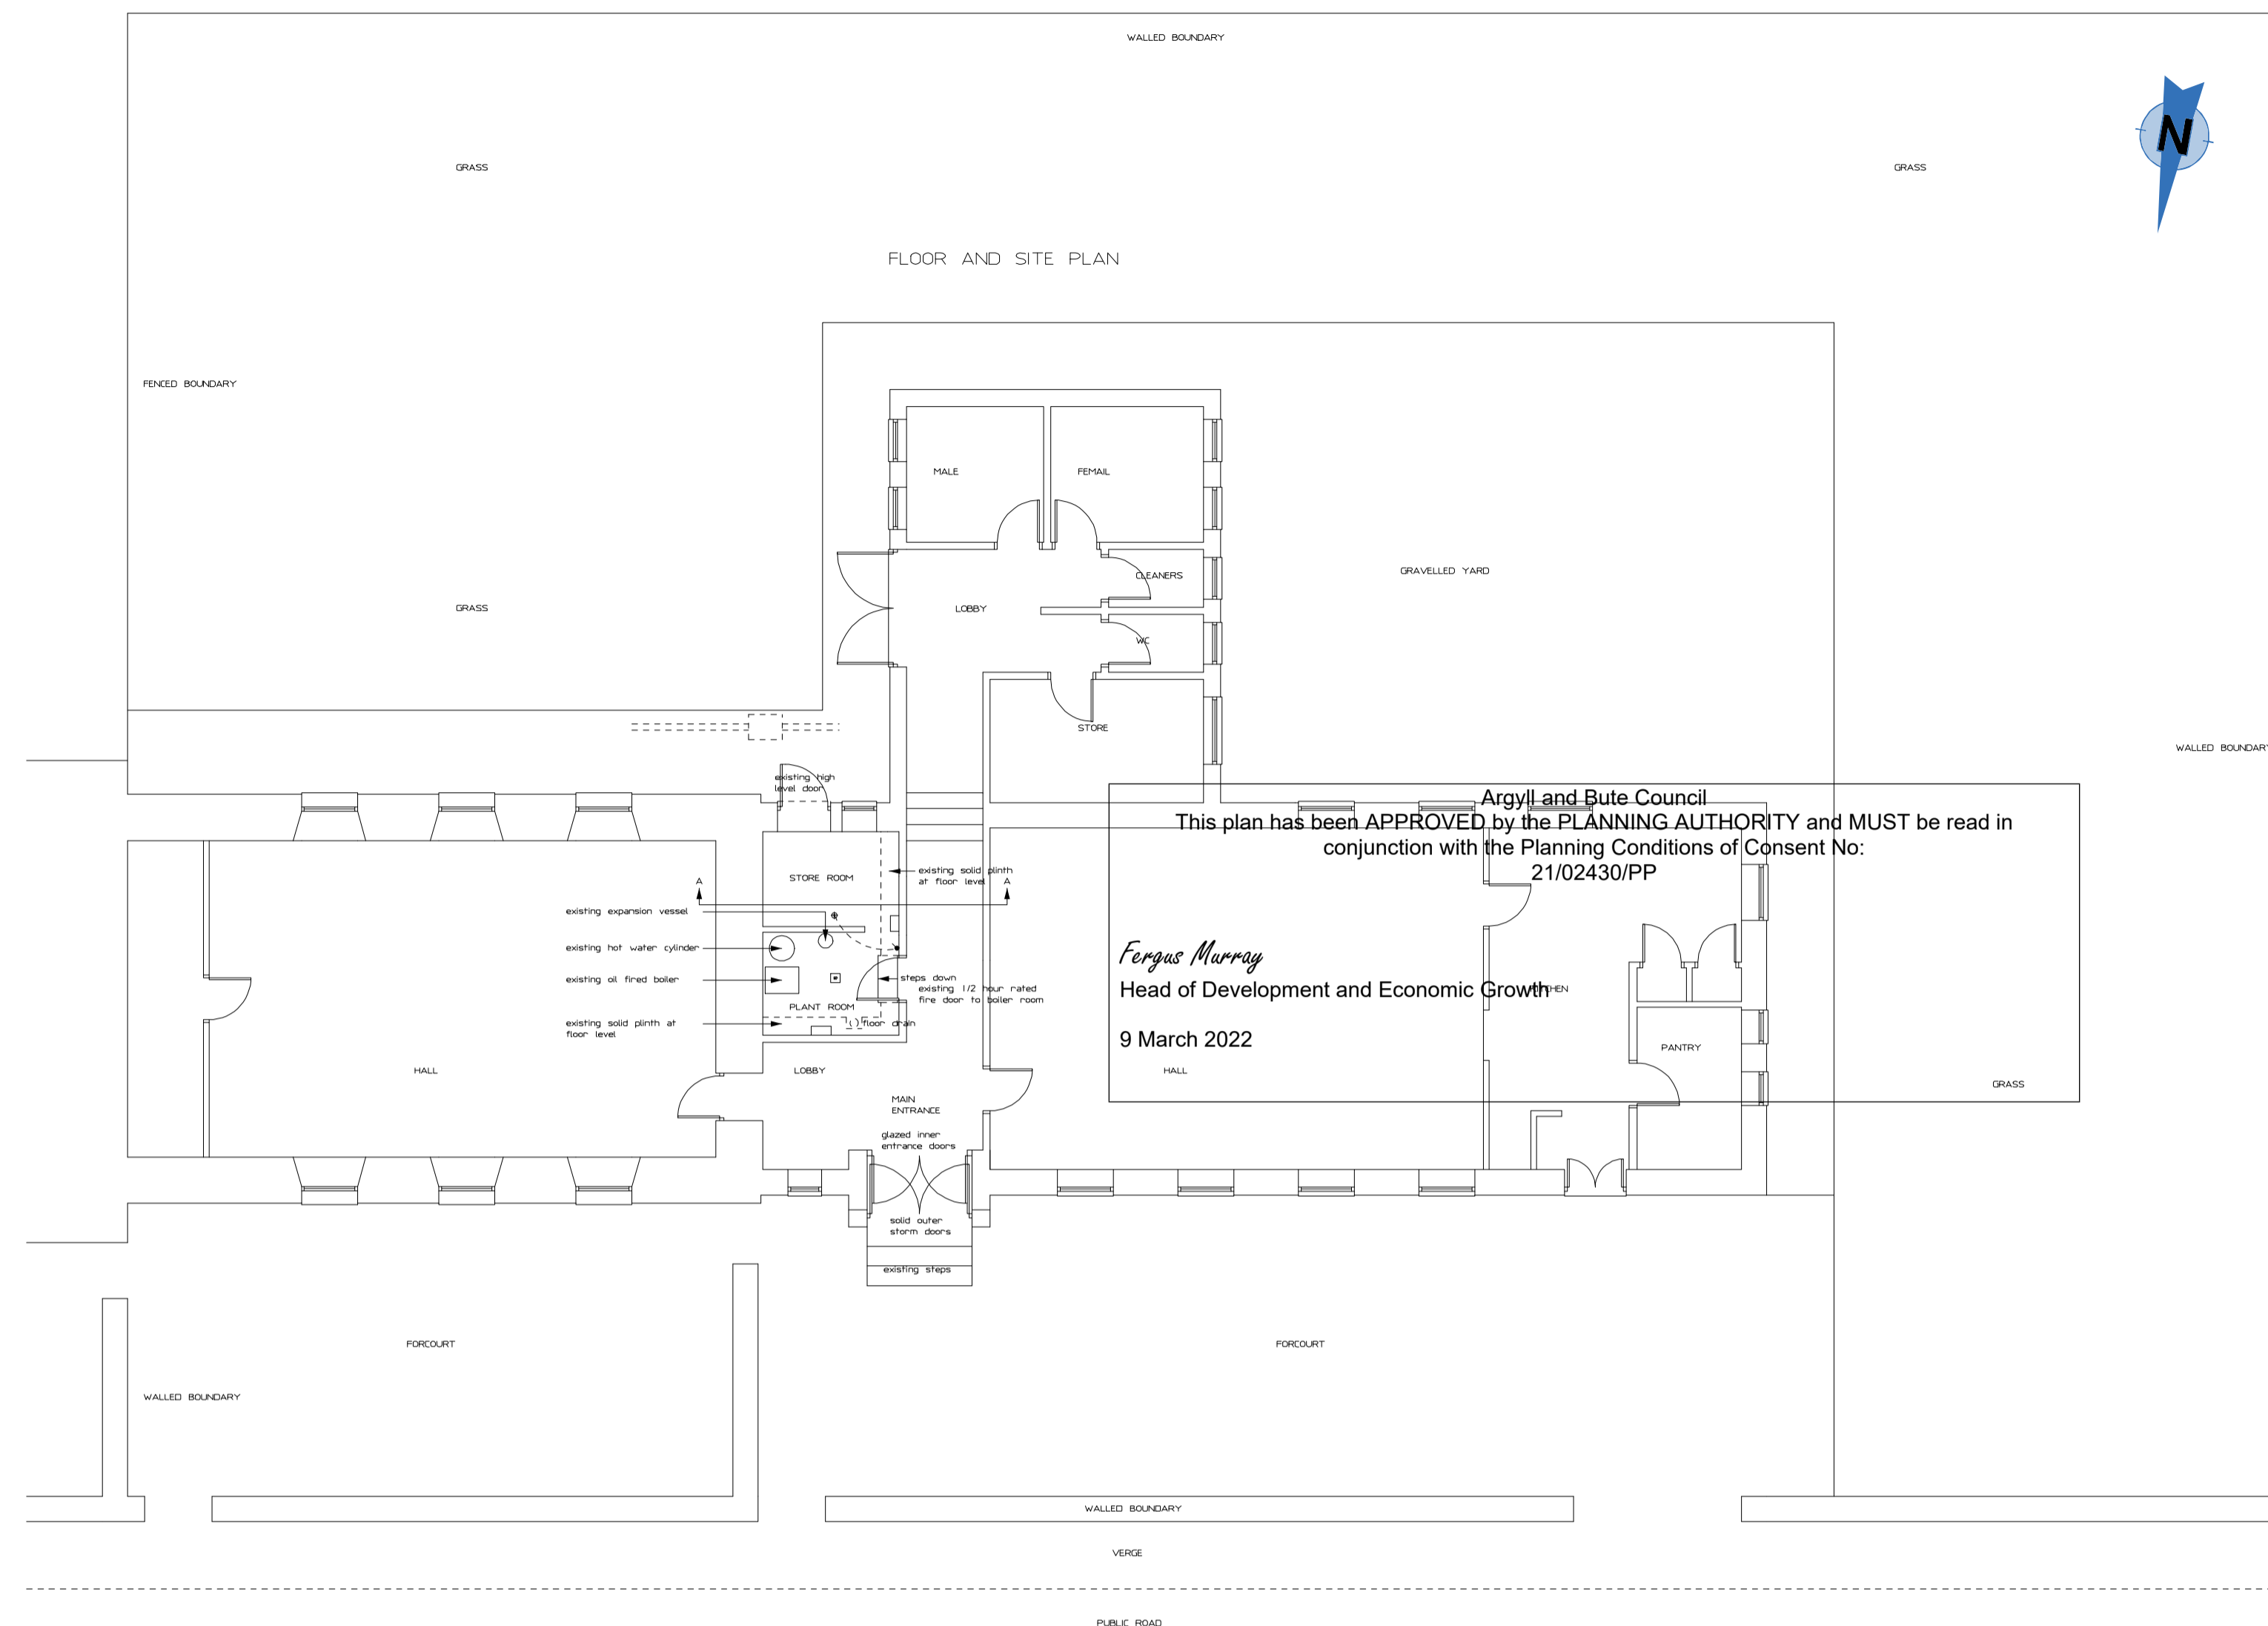 WALLED BOUNDARY
N
GRASS
GRASS
FLOOR AND SITE PLAN
FENCED BOUNDARY
MALE
FEMAIL
GRAVELLED YARD
CLEANERS
GRASS
LOBBY
WC
STORE
WALLED BOUNDARY
existing high
level door
Argyll and Bute Council
This plan has been APPROVED by the PLANNING AUTHORITY and MUST be read in
conjunction with the Planning Conditions of Consent No:
21/02430/PP
STORE ROOM
existing solid plinth
at floor level
A
A
existing expansion vessel
existing hot water cylinder
existing oil fired boiler
steps down
existing 1/2 hour rated
fire door to boiler room
Fergus Murray
Head of Development and Economic Growth
KITCHEN
PLANT ROOM
existing solid plinth at
floor level
floor drain
9 March 2022
PANTRY
HALL
LOBBY
HALL
GRASS
MAIN
ENTRANCE
glazed inner
entrance doors
solid outer
storm doors
existing steps
FORCOURT
FORCOURT
WALLED BOUNDARY
WALLED BOUNDARY
VERGE
PUBLIC ROAD